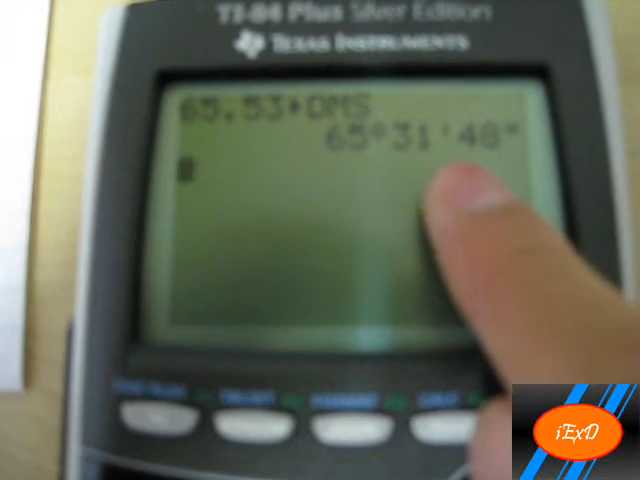 TI-84 Plus Silver Edition
TEXAS INSTRUMENTS
65.53▸DMS
65°31'48"
iExD